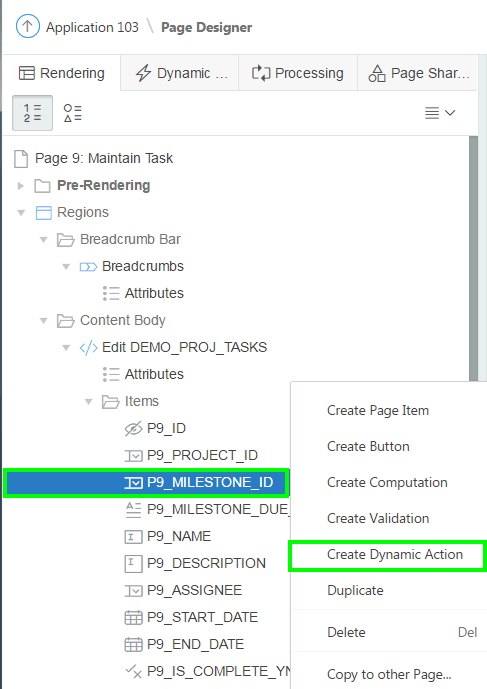 Application 103 \ Page Designer
Rendering
Dynamic ...
Processing
Page Shar...
Page 9: Maintain Task
Pre-Rendering
Regions
Breadcrumb Bar
Breadcrumbs
Attributes
Content Body
Edit DEMO_PROJ_TASKS
Attributes
Items
P9_ID
P9_PROJECT_ID
P9_MILESTONE_ID
P9_MILESTONE_DUE_
P9_NAME
P9_DESCRIPTION
P9_ASSIGNEE
P9_START_DATE
P9_END_DATE
P9_IS_COMPLETE_YN
Create Page Item
Create Button
Create Computation
Create Validation
Create Dynamic Action
Duplicate
Delete Del
Copy to other Page...